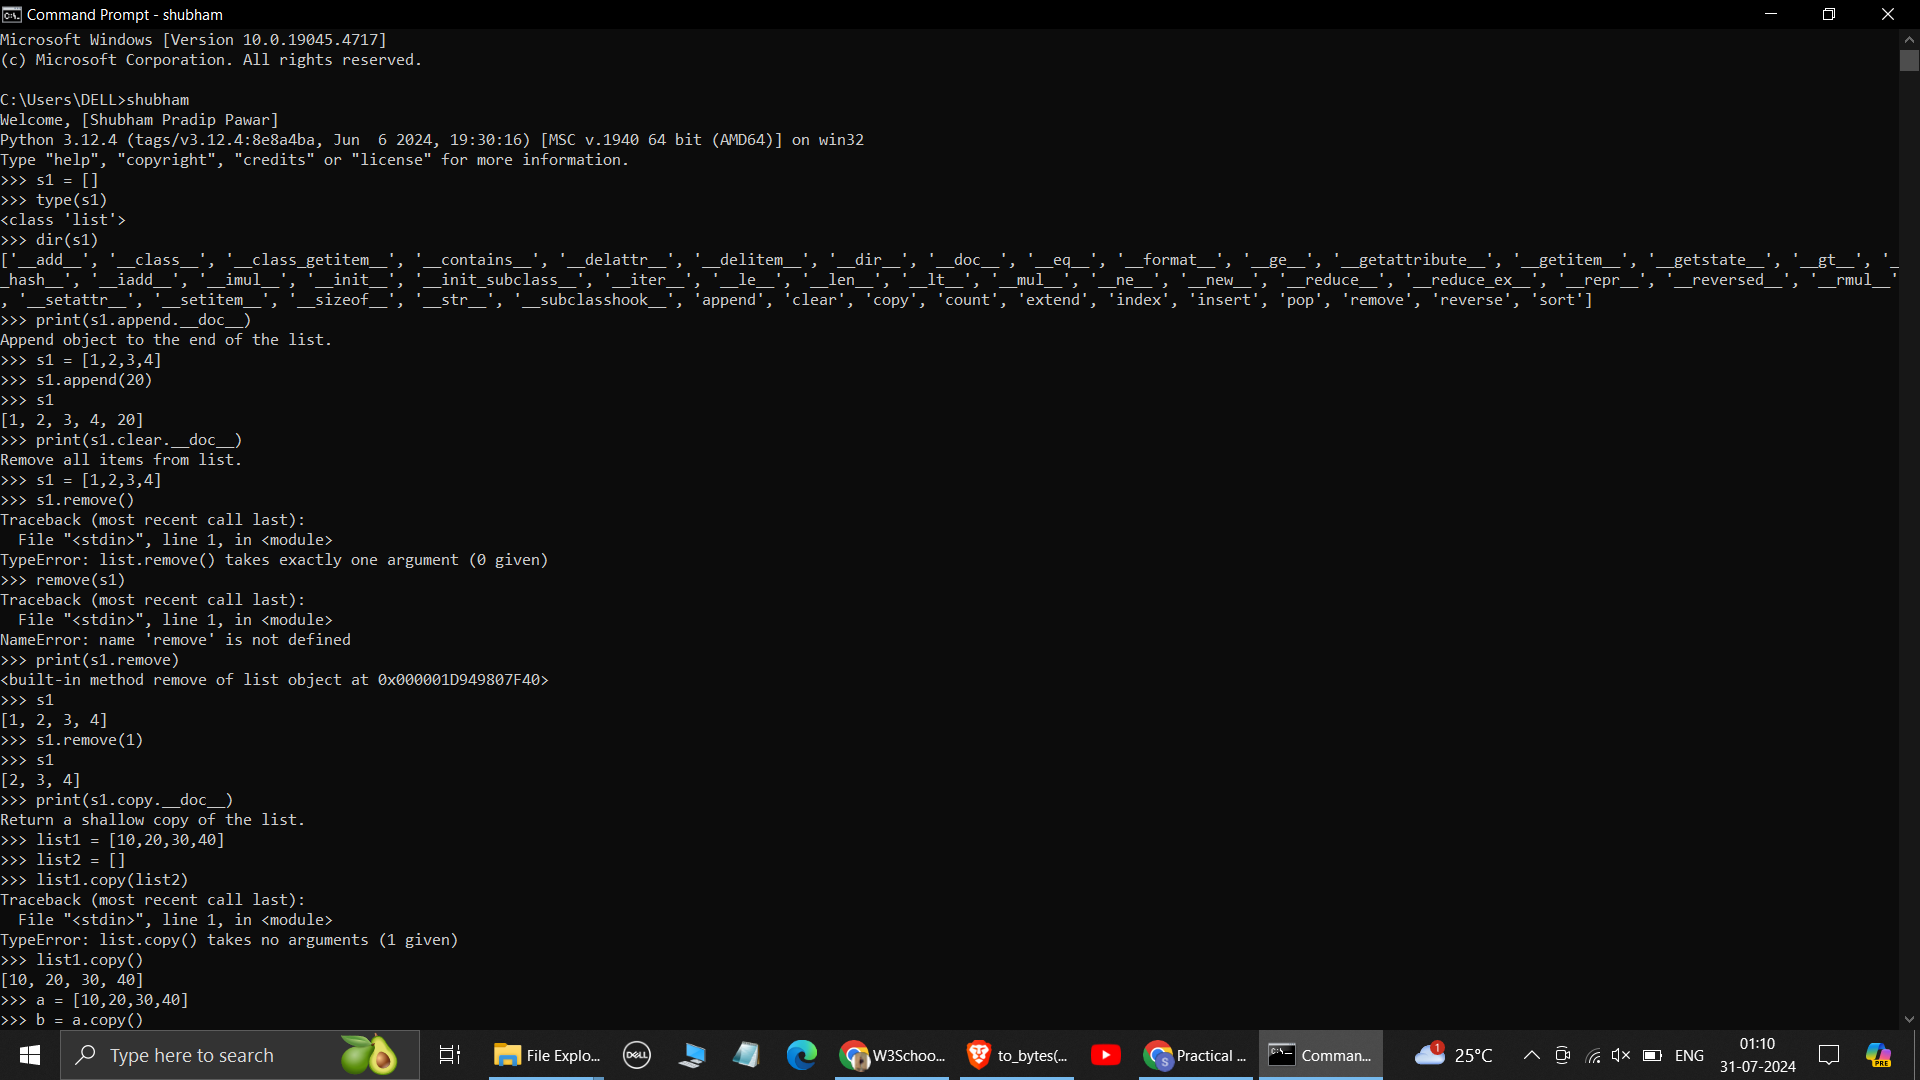 Command Prompt - shubham
Microsoft Windows [Version 10.0.19045.4717]
(c) Microsoft Corporation. All rights reserved.
C:\Users\DELL>shubham
Welcome, [Shubham Pradip Pawar]
Python 3.12.4 (tags/v3.12.4:8e8a4ba, Jun  6 2024, 19:30:16) [MSC v.1940 64 bit (AMD64)] on win32
Type "help", "copyright", "credits" or "license" for more information.
>>> s1 = []
>>> type(s1)
<class 'list'>
>>> dir(s1)
['__add__', '__class__', '__class_getitem__', '__contains__', '__delattr__', '__delitem__', '__dir__', '__doc__', '__eq__', '__format__', '__ge__', '__getattribute__', '__getitem__', '__getstate__', '__gt__', '_
_hash__', '__iadd__', '__imul__', '__init__', '__init_subclass__', '__iter__', '__le__', '__len__', '__lt__', '__mul__', '__ne__', '__new__', '__reduce__', '__reduce_ex__', '__repr__', '__reversed__', '__rmul__'
, '__setattr__', '__setitem__', '__sizeof__', '__str__', '__subclasshook__', 'append', 'clear', 'copy', 'count', 'extend', 'index', 'insert', 'pop', 'remove', 'reverse', 'sort']
>>> print(s1.append.__doc__)
Append object to the end of the list.
>>> s1 = [1,2,3,4]
>>> s1.append(20)
>>> s1
[1, 2, 3, 4, 20]
>>> print(s1.clear.__doc__)
Remove all items from list.
>>> s1 = [1,2,3,4]
>>> s1.remove()
Traceback (most recent call last):
  File "<stdin>", line 1, in <module>
TypeError: list.remove() takes exactly one argument (0 given)
>>> remove(s1)
Traceback (most recent call last):
  File "<stdin>", line 1, in <module>
NameError: name 'remove' is not defined
>>> print(s1.remove)
<built-in method remove of list object at 0x000001D949807F40>
>>> s1
[1, 2, 3, 4]
>>> s1.remove(1)
>>> s1
[2, 3, 4]
>>> print(s1.copy.__doc__)
Return a shallow copy of the list.
>>> list1 = [10,20,30,40]
>>> list2 = []
>>> list1.copy(list2)
Traceback (most recent call last):
  File "<stdin>", line 1, in <module>
TypeError: list.copy() takes no arguments (1 given)
>>> list1.copy()
[10, 20, 30, 40]
>>> a = [10,20,30,40]
>>> b = a.copy()
Type here to search
File Explo...
DELL
W3Schoo...
to_bytes(...
S
Practical ...
Comman...
1
25°C
ENG
01:10
31-07-2024
PRE